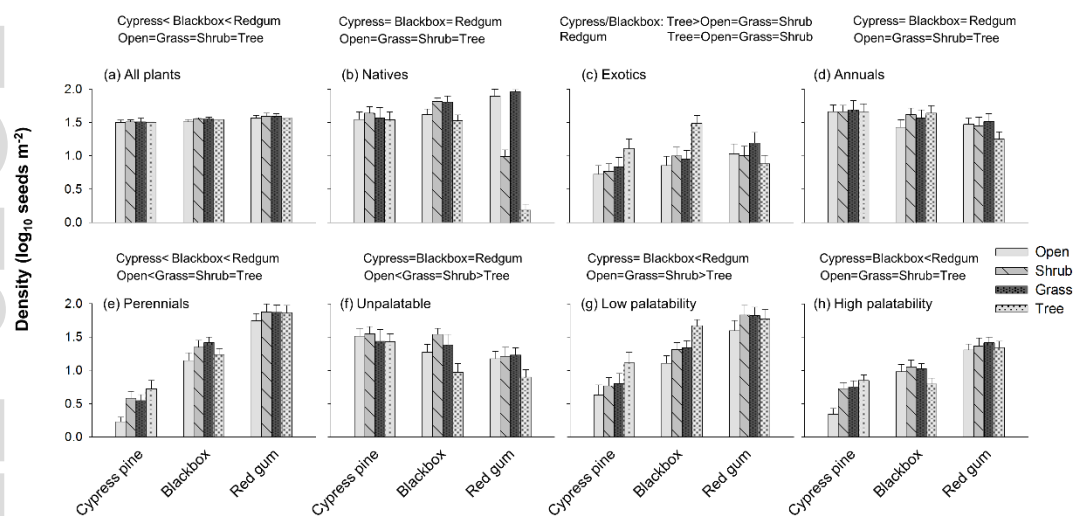 Cypress< Blackbox< Redgum
Open=Grass=Shrub=Tree
Cypress= Blackbox= Redgum
Open=Grass=Shrub=Tree
Cypress/Blackbox: Tree>Open=Grass=Shrub
Redgum Tree=Open=Grass=Shrub
Cypress= Blackbox= Redgum
Open=Grass=Shrub=Tree
Density (log10 seeds m-2)
(a) All plants
(b) Natives
(c) Exotics
(d) Annuals
2.0
1.5
1.0
0.5
0.0
Cypress< Blackbox< Redgum
Open<Grass=Shrub=Tree
Cypress=Blackbox=Redgum
Open<Grass=Shrub>Tree
Cypress= Blackbox<Redgum
Open=Grass=Shrub>Tree
Cypress=Blackbox<Redgum
Open=Grass=Shrub=Tree
Open
Shrub
Grass
Tree
(e) Perennials
(f) Unpalatable
(g) Low palatability
(h) High palatability
2.0
1.5
1.0
0.5
0.0
Cypress pine
Blackbox
Red gum
Cypress pine
Blackbox
Red gum
Cypress pine
Blackbox
Red gum
Cypress pine
Blackbox
Red gum